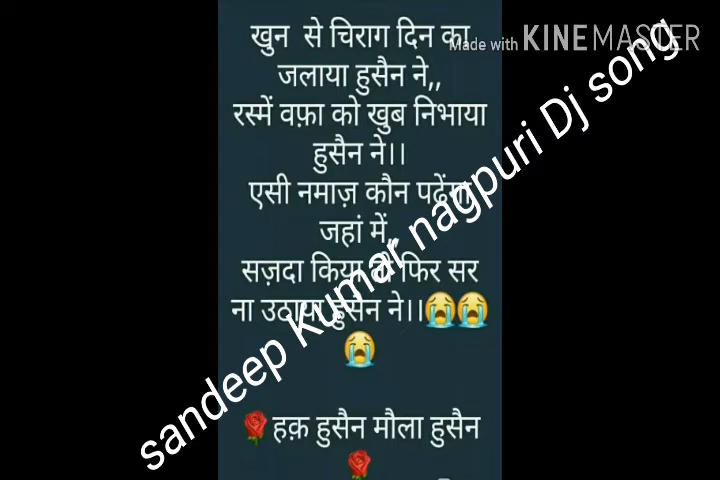 Made with KINEMASTER
खुन से चिराग दिन का
जलाया हुसैन ने,,
रस्में वफ़ा को खुब निभाया
हुसैन ने।।
एसी नमाज़ कौन पढेंगा
जहां में,,
सज़दा किया तो फिर सर
ना उठाया हुसैन ने।।😭😭
😭
🌹हक़ हुसैन मौला हुसैन
🌹
sandeep Kumar nagpuri Dj song